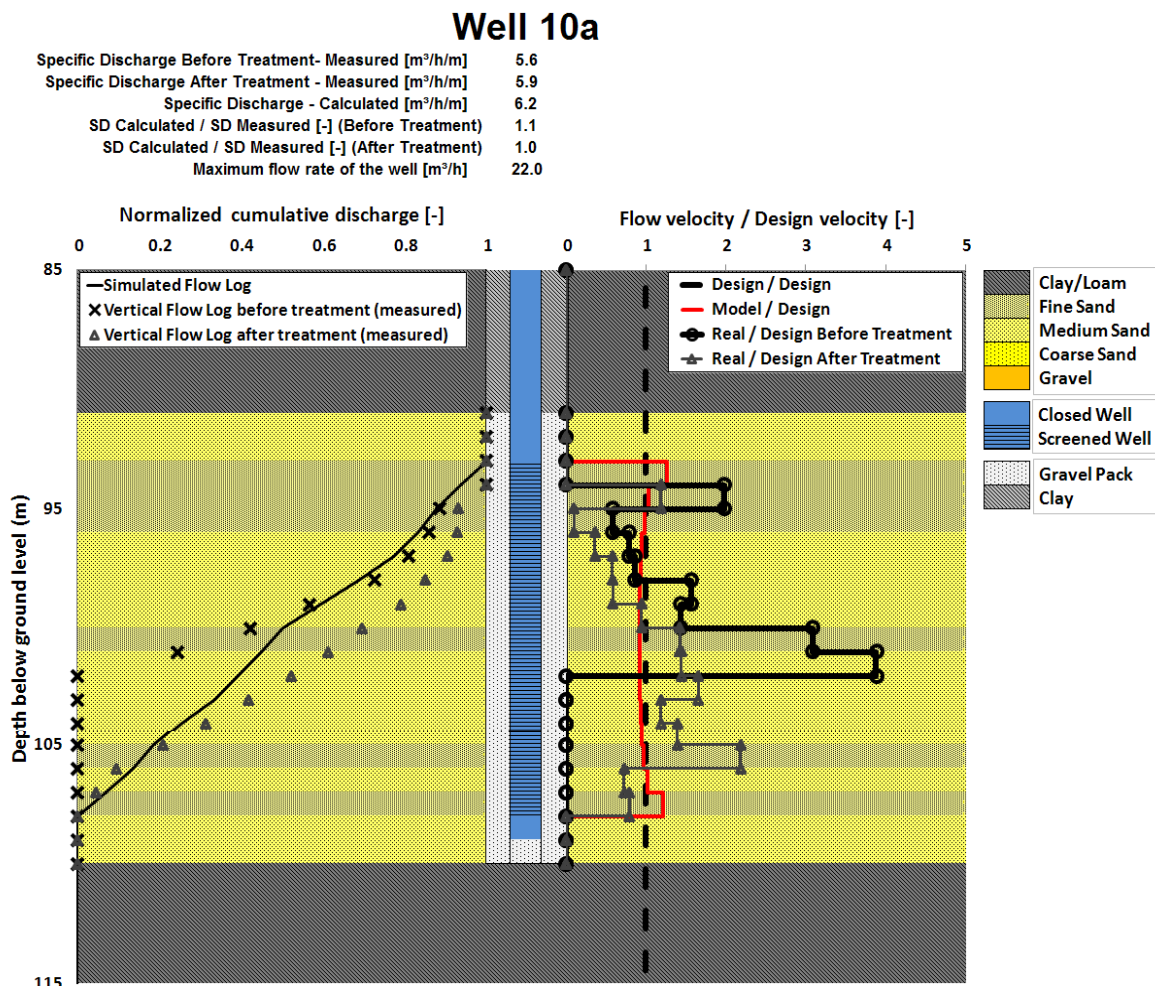 Well 10a
Specific Discharge Before Treatment- Measured [m³/h/m] 5.6
Specific Discharge After Treatment - Measured [m³/h/m] 5.9
Specific Discharge - Calculated [m³/h/m] 6.2
SD Calculated / SD Measured [-] (Before Treatment) 1.1
SD Calculated / SD Measured [-] (After Treatment) 1.0
Maximum flow rate of the well [m³/h] 22.0
Normalized cumulative discharge [-]
Flow velocity / Design velocity [-]
0 0.2 0.4 0.6 0.8 1
0 1 2 3 4 5
85
95
105
115
Depth below ground level (m)
Simulated Flow Log
Vertical Flow Log before treatment (measured)
Vertical Flow Log after treatment (measured)
Design / Design
Model / Design
Real / Design Before Treatment
Real / Design After Treatment
Clay/Loam
Fine Sand
Medium Sand
Coarse Sand
Gravel
Closed Well
Screened Well
Gravel Pack
Clay